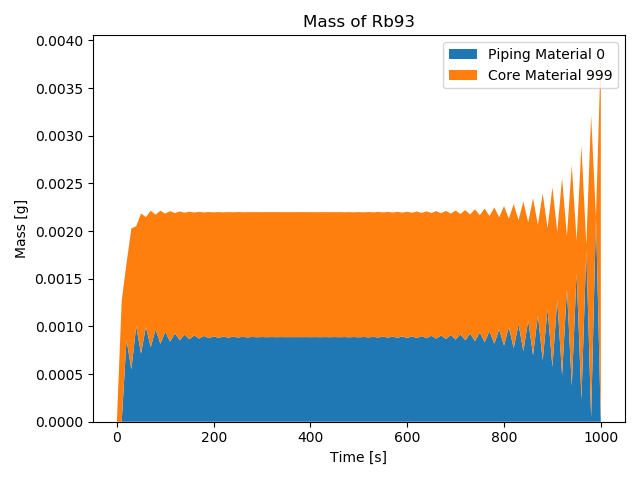 Mass of Rb93
0.0040
0.0035
0.0030
0.0025
0.0020
0.0015
0.0010
0.0005
0.0000
Mass [g]
Piping Material 0
Core Material 999
0 200 400 600 800 1000
Time [s]